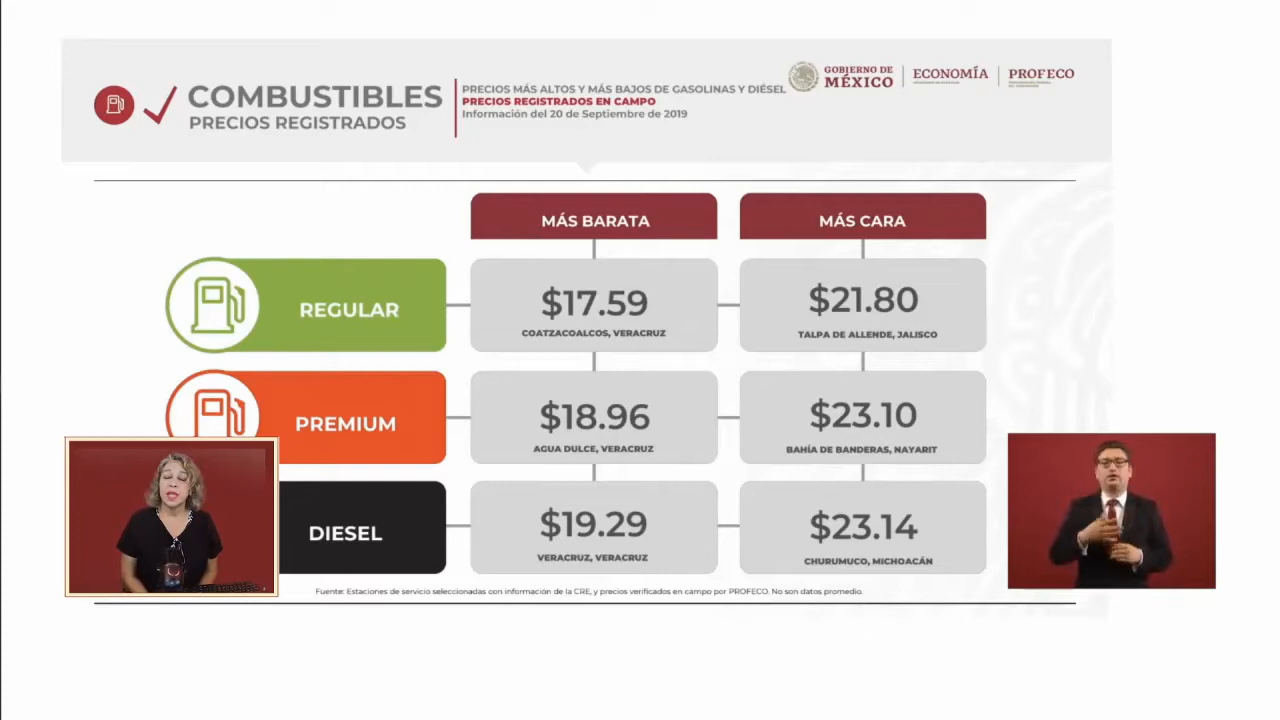 COMBUSTIBLES
PRECIOS REGISTRADOS
PRECIOS MÁS ALTOS Y MÁS BAJOS DE GASOLINAS Y DIÉSEL
PRECIOS REGISTRADOS EN CAMPO
Información del 20 de Septiembre de 2019
GOBIERNO DE
MÉXICO
ECONOMÍA
PROFECO
MÁS BARATA
MÁS CARA
REGULAR
$17.59
COATZACOALCOS, VERACRUZ
$21.80
TALPA DE ALLENDE, JALISCO
PREMIUM
$18.96
AGUA DULCE, VERACRUZ
$23.10
BAHÍA DE BANDERAS, NAYARIT
DIESEL
$19.29
VERACRUZ, VERACRUZ
$23.14
CHURUMUCO, MICHOACÁN
Fuente: Estaciones de servicio seleccionadas con información de la CRE, y precios verificados en campo por PROFECO. No son datos promedio.